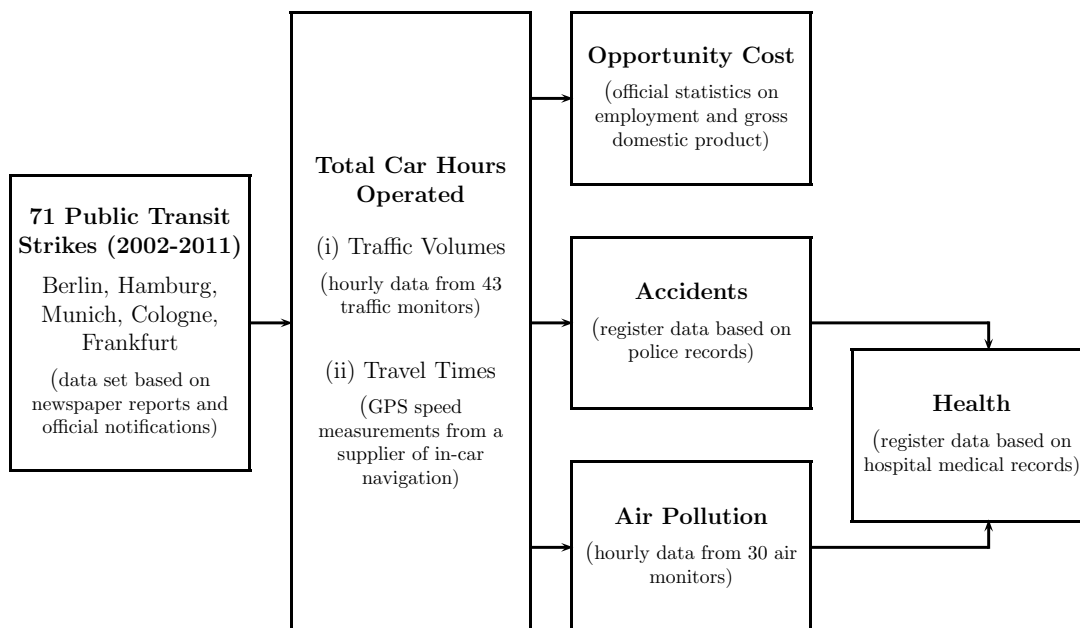 71 Public Transit
Strikes (2002-2011)
Berlin, Hamburg,
Munich, Cologne,
Frankfurt
(data set based on
newspaper reports and
official notifications)
Total Car Hours
Operated
(i) Traffic Volumes
(hourly data from 43
traffic monitors)
(ii) Travel Times
(GPS speed
measurements from a
supplier of in-car
navigation)
Opportunity Cost
(official statistics on
employment and gross
domestic product)
Accidents
(register data based on
police records)
Air Pollution
(hourly data from 30 air
monitors)
Health
(register data based on
hospital medical records)